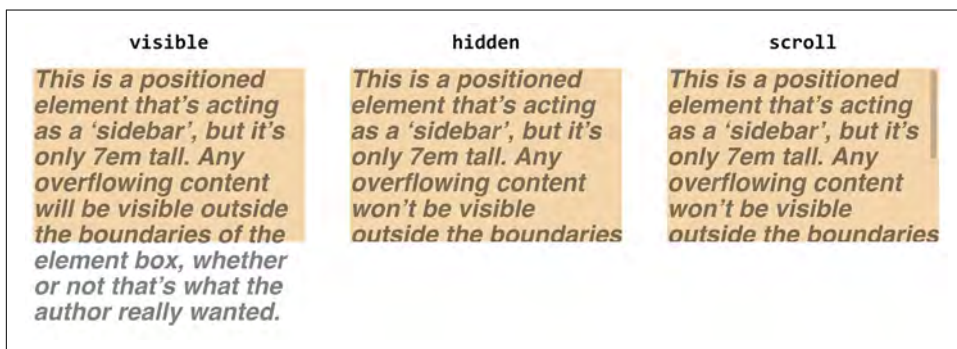 visible
This is a positioned
element that’s acting
as a ‘sidebar’, but it’s
only 7em tall. Any
overflowing content
will be visible outside
the boundaries of the
element box, whether
or not that’s what the
author really wanted.
hidden
This is a positioned
element that’s acting
as a ‘sidebar’, but it’s
only 7em tall. Any
overflowing content
won’t be visible
outside the boundaries
scroll
This is a positioned
element that’s acting
as a ‘sidebar’, but it’s
only 7em tall. Any
overflowing content
won’t be visible
outside the boundaries